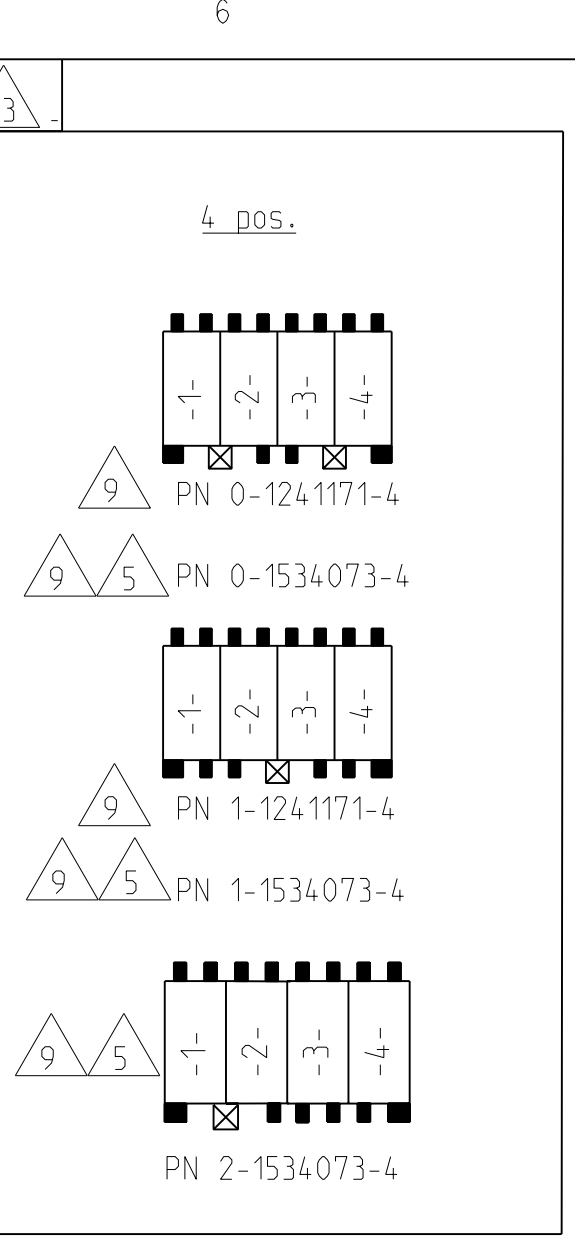 6
3 -
4 pos.
-1- -2- -3- -4-
9 PN 0-1241171-4
9 5 PN 0-1534073-4
-1- -2- -3- -4-
9 PN 1-1241171-4
9 5 PN 1-1534073-4
9 5 -1- -2- -3- -4-
PN 2-1534073-4